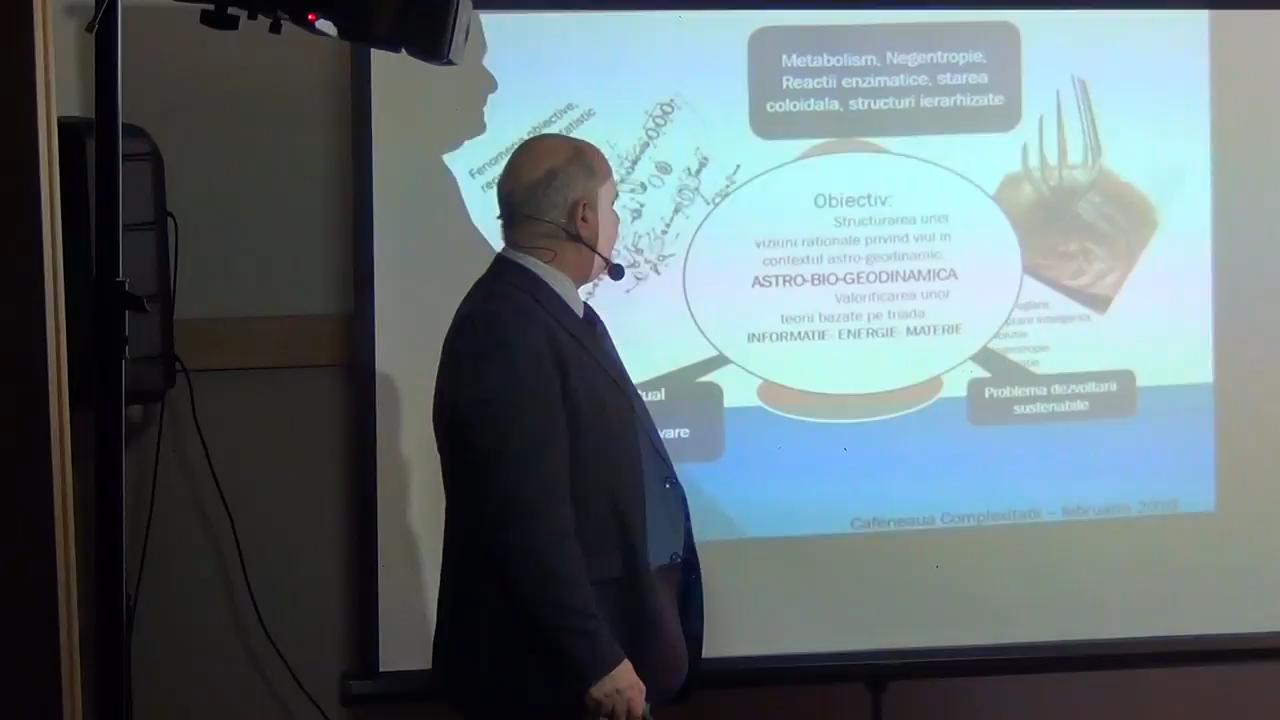 Metabolism, Negentropie,
Reactii enzimatice, starea
coloidala, structuri ierarhizate
Fenomene obiective,
Obiectiv:
Structurarea unei
viziuni rationale privind viul in
contextul astro-geodinamic.
ASTRO-BIO-GEODINAMICA
Valorificarea unor
teorii bazate pe triada
INFORMATIE- ENERGIE- MATERIE
Problema dezvoltarii
sustenabile
Cafeneaua Complexitatii – februarie